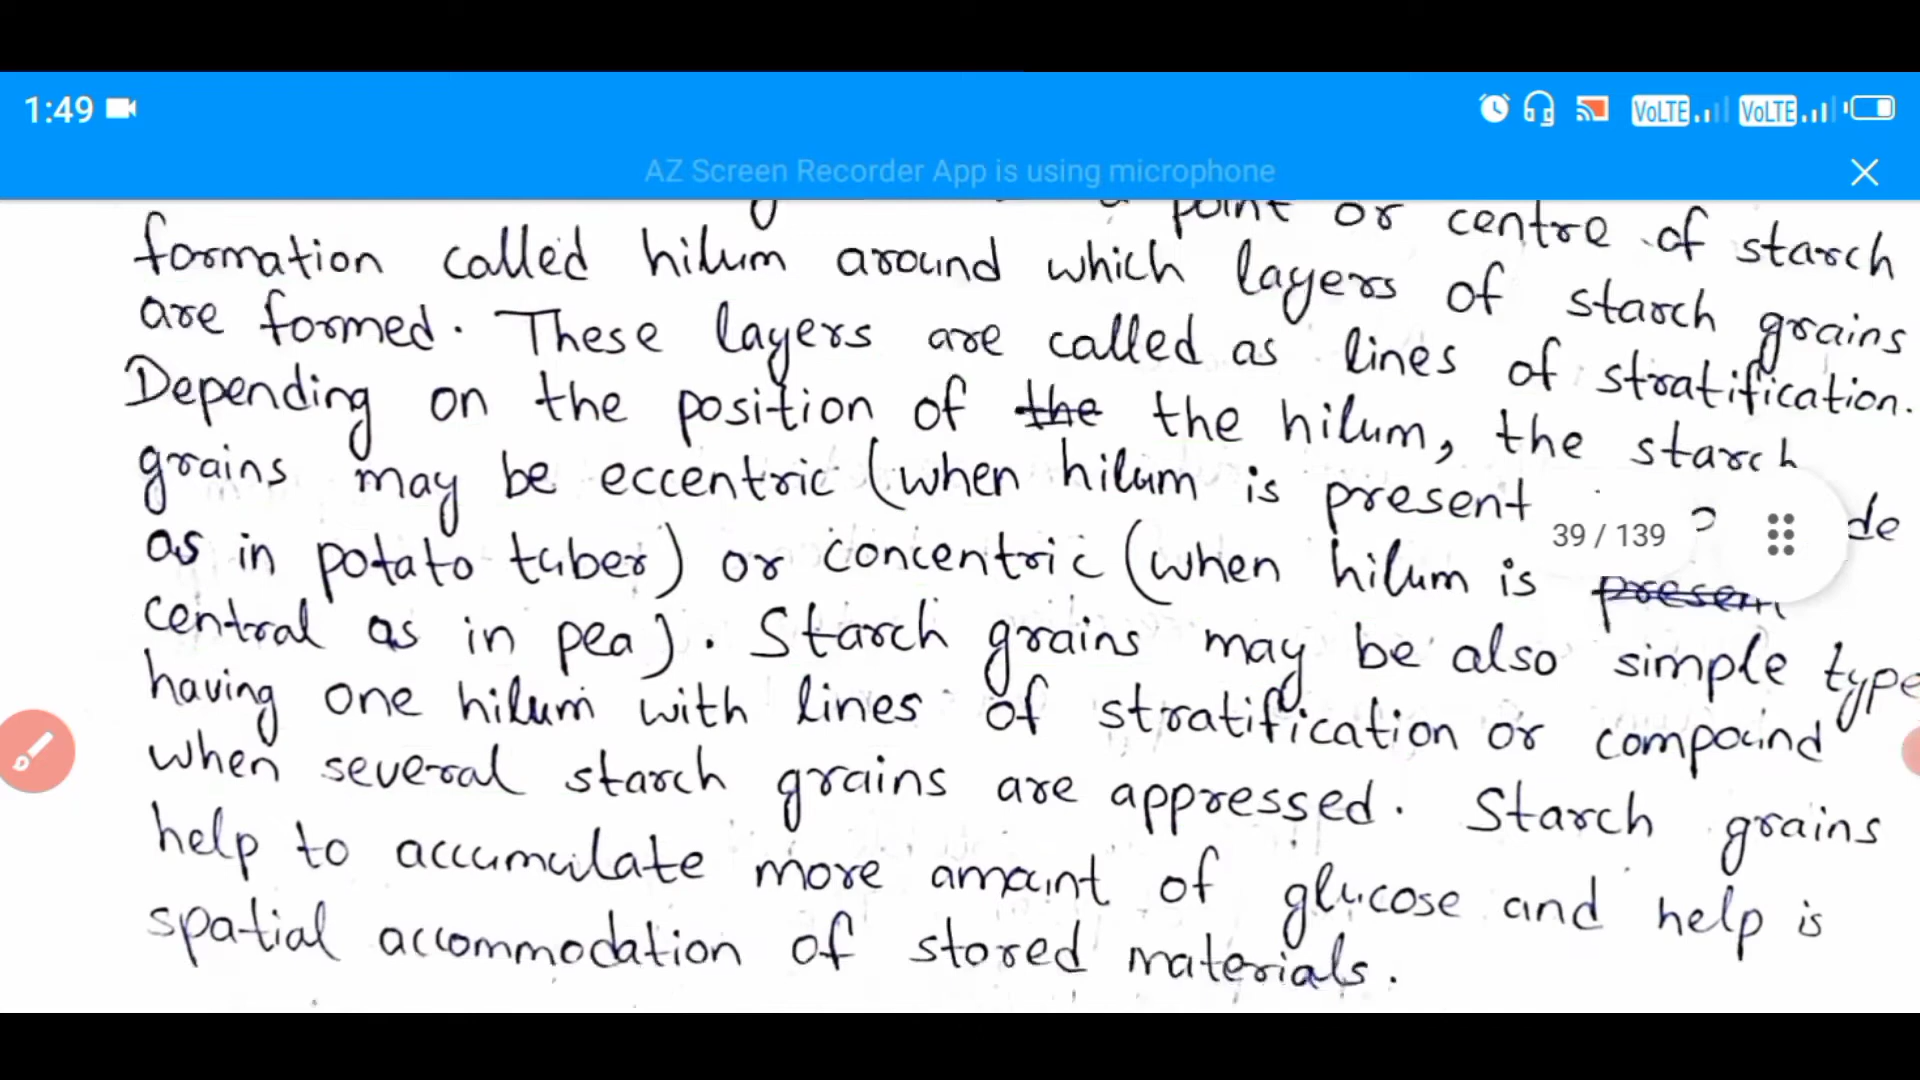 1:49
VoLTE VoLTE
AZ Screen Recorder App is using microphone
point or centre of starch
formation called hilum around which layers of starch grains
are formed. These layers are called as lines of stratification.
Depending on the position of the the hilum, the starch
grains may be eccentric (when hilum is present
39 / 139
as in potato tuber) or concentric (when hilum is present
central as in pea). Starch grains may be also simple type
having one hilum with lines of stratification or compound
when several starch grains are appressed. Starch grains
help to accumulate more amount of glucose and help is
spatial accommodation of stored materials.